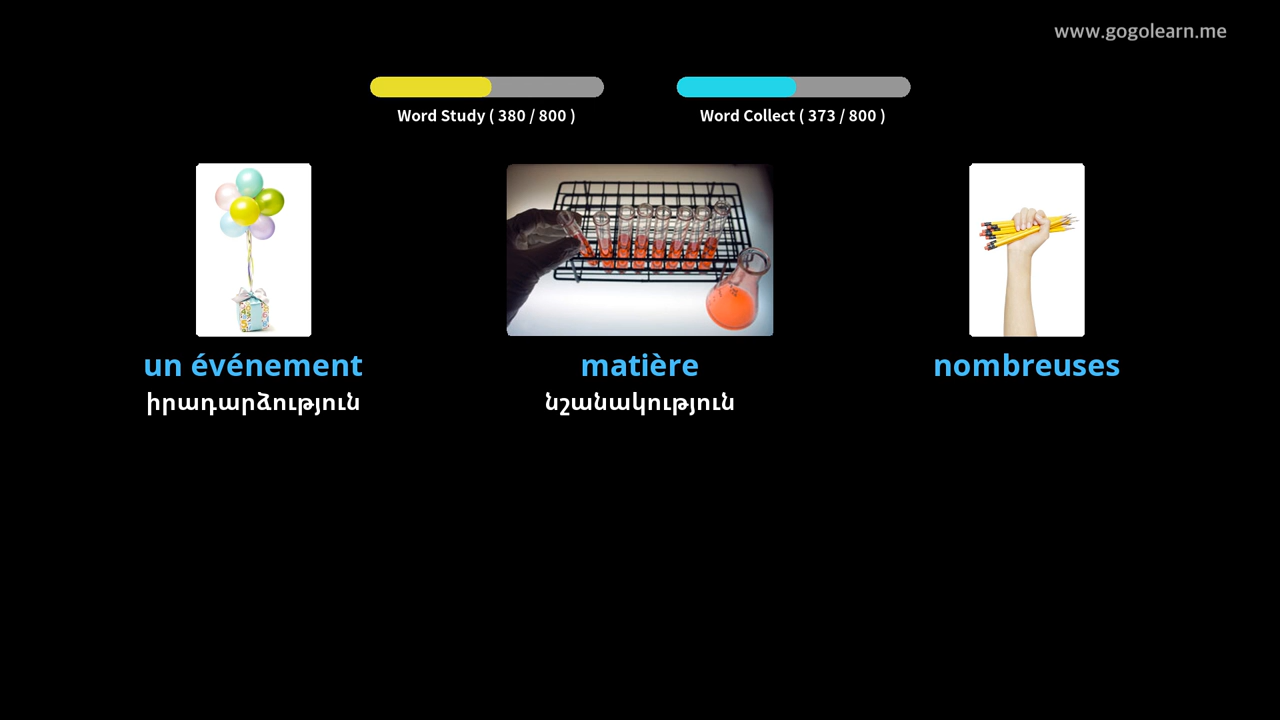 www.gogolearn.me
Word Study ( 380 / 800 )
Word Collect ( 373 / 800 )
un événement
matière
nombreuses
իրադարձություն
նշանակություն